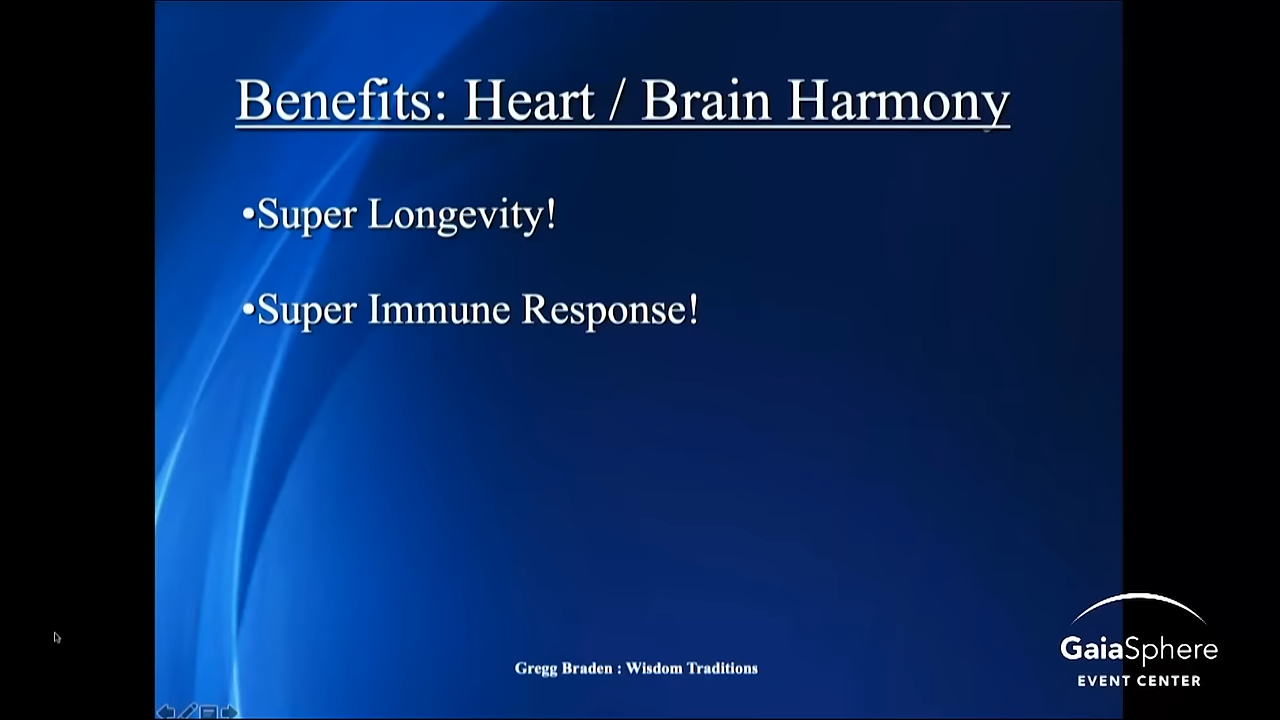 Benefits: Heart / Brain Harmony
•Super Longevity!
•Super Immune Response!
Gregg Braden : Wisdom Traditions
GaiaSphere
EVENT CENTER